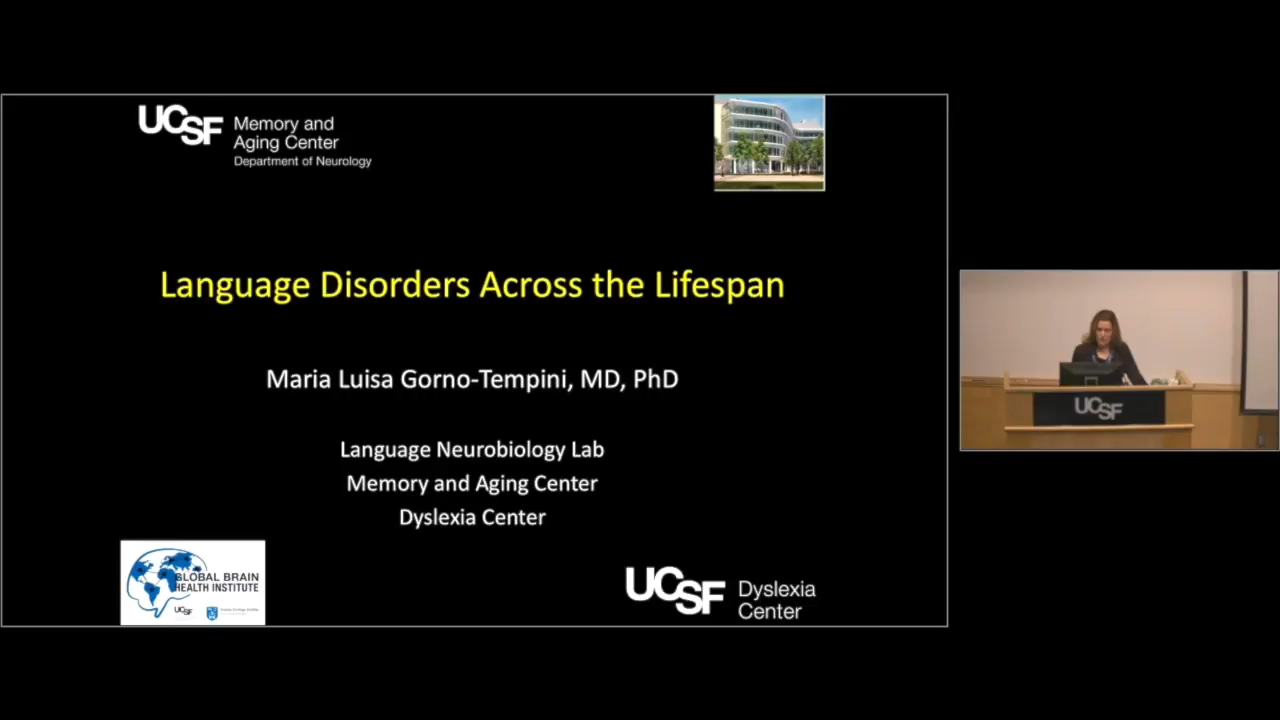 UCSF Memory and
Aging Center
Department of Neurology
Language Disorders Across the Lifespan
Maria Luisa Gorno-Tempini, MD, PhD
Language Neurobiology Lab
Memory and Aging Center
Dyslexia Center
GLOBAL BRAIN
HEALTH INSTITUTE
UCSF
UCSF Dyslexia
Center
UCSF